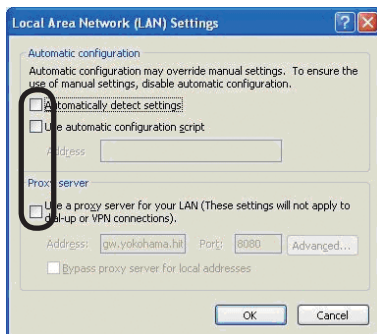 Local Area Network (LAN) Settings
Automatic configuration
Automatic configuration may override manual settings. To ensure the
use of manual settings, disable automatic configuration.
Automatically detect settings
Use automatic configuration script
Address
Proxy server
Use a proxy server for your LAN (These settings will not apply to
dial-up or VPN connections).
Address: gw.yokohama.hit Port: 8080 Advanced...
Bypass proxy server for local addresses
OK Cancel